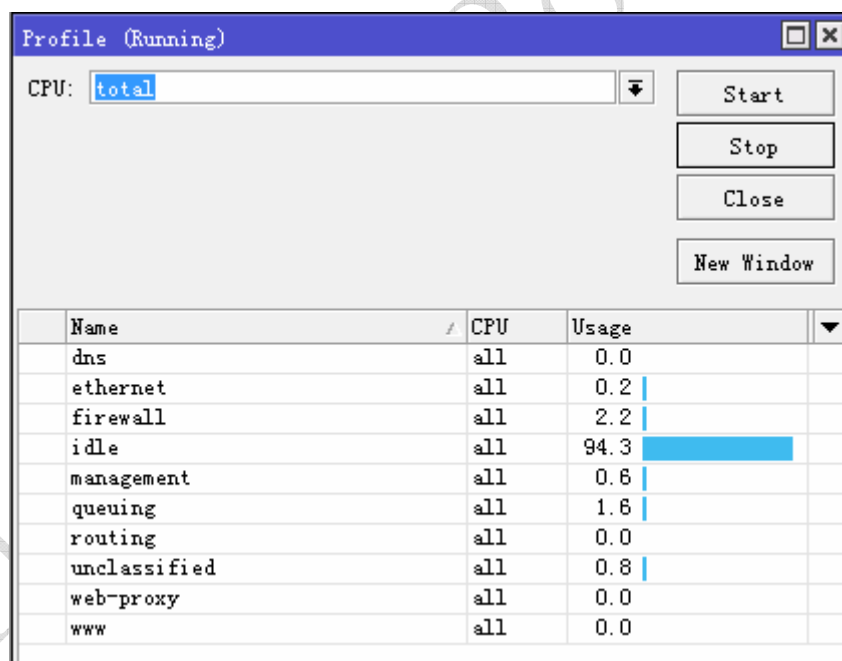 Profile (Running)
CPU: total
Start
Stop
Close
New Window
Name CPU Usage
dns all 0.0
ethernet all 0.2
firewall all 2.2
idle all 94.3
management all 0.6
queuing all 1.6
routing all 0.0
unclassified all 0.8
web-proxy all 0.0
www all 0.0